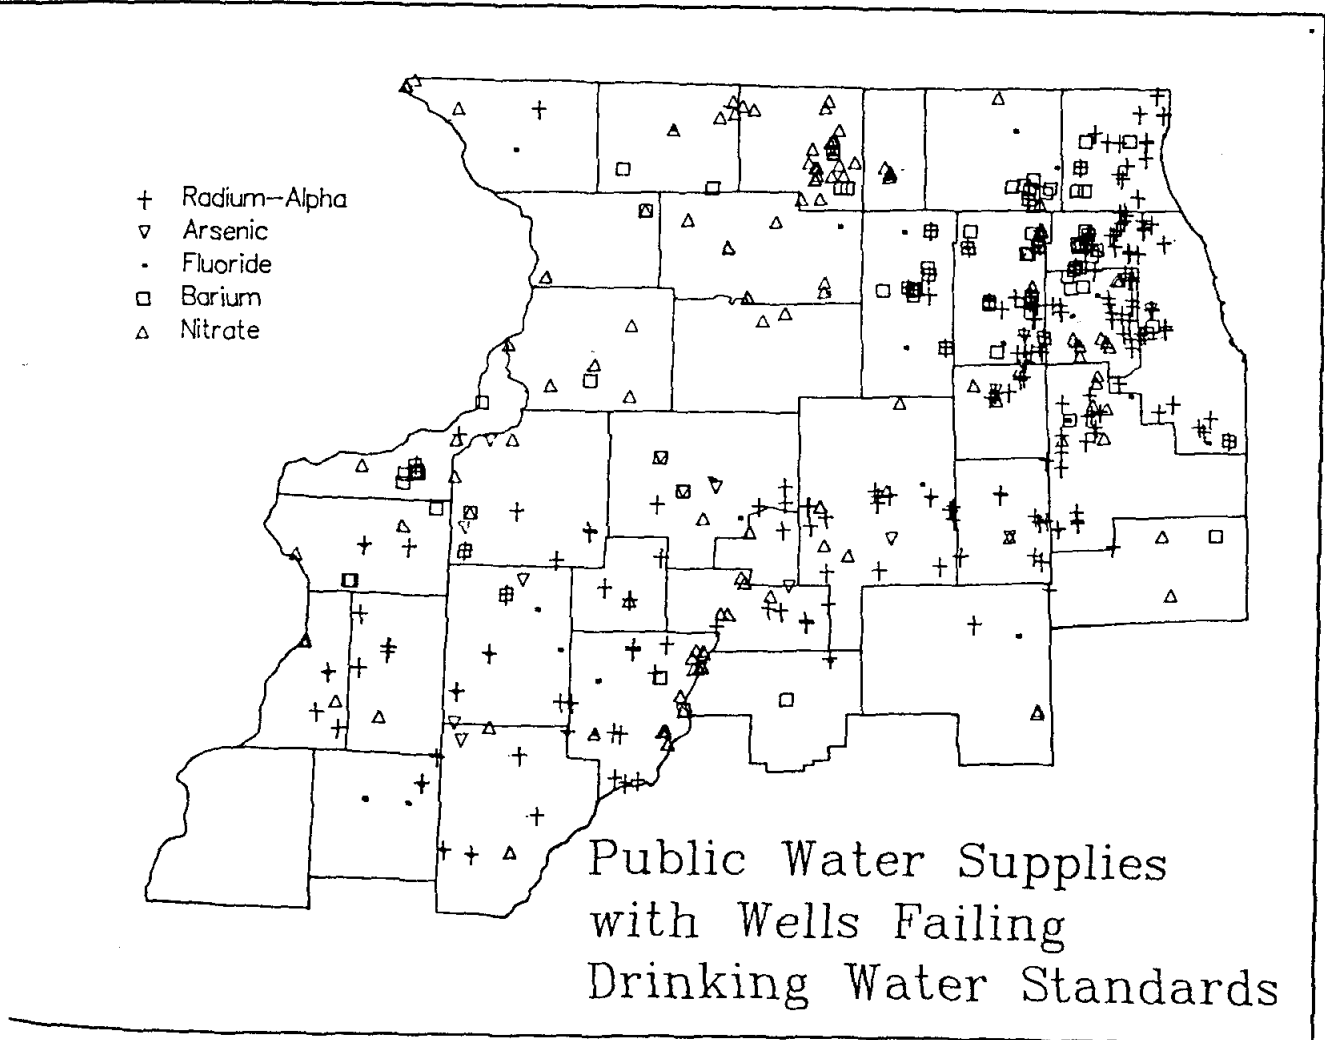 Radium-Alpha
Arsenic
Fluoride
Barium
Nitrate
Public Water Supplies
with Wells Failing
Drinking Water Standards